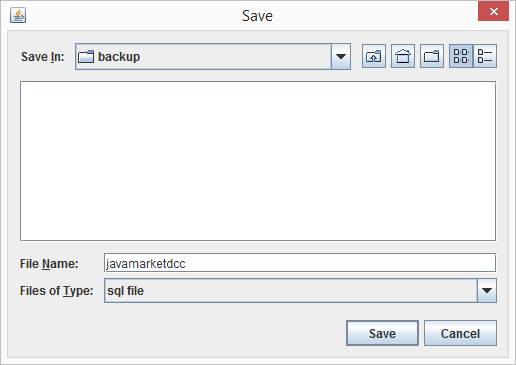 Save
Save In: backup
File Name: javamarketdcc
Files of Type: sql file
Save Cancel